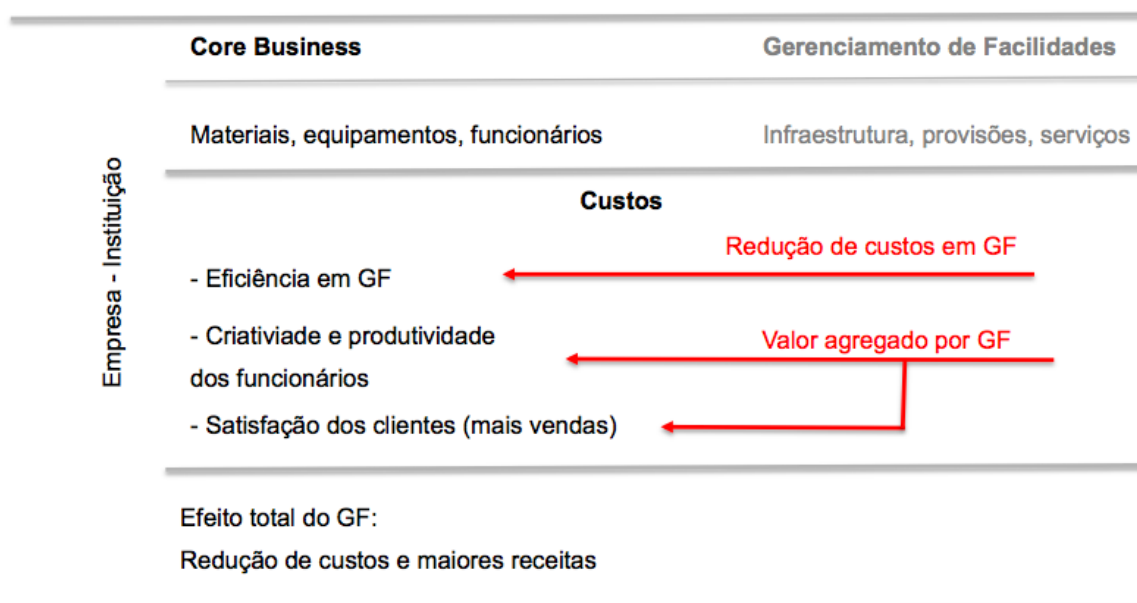 Core Business
Gerenciamento de Facilidades
Materiais, equipamentos, funcionários
Infraestrutura, provisões, serviços
Empresa - Instituição
Custos
Redução de custos em GF
- Eficiência em GF
- Criativiade e produtividade
dos funcionários
Valor agregado por GF
- Satisfação dos clientes (mais vendas)
Efeito total do GF:
Redução de custos e maiores receitas